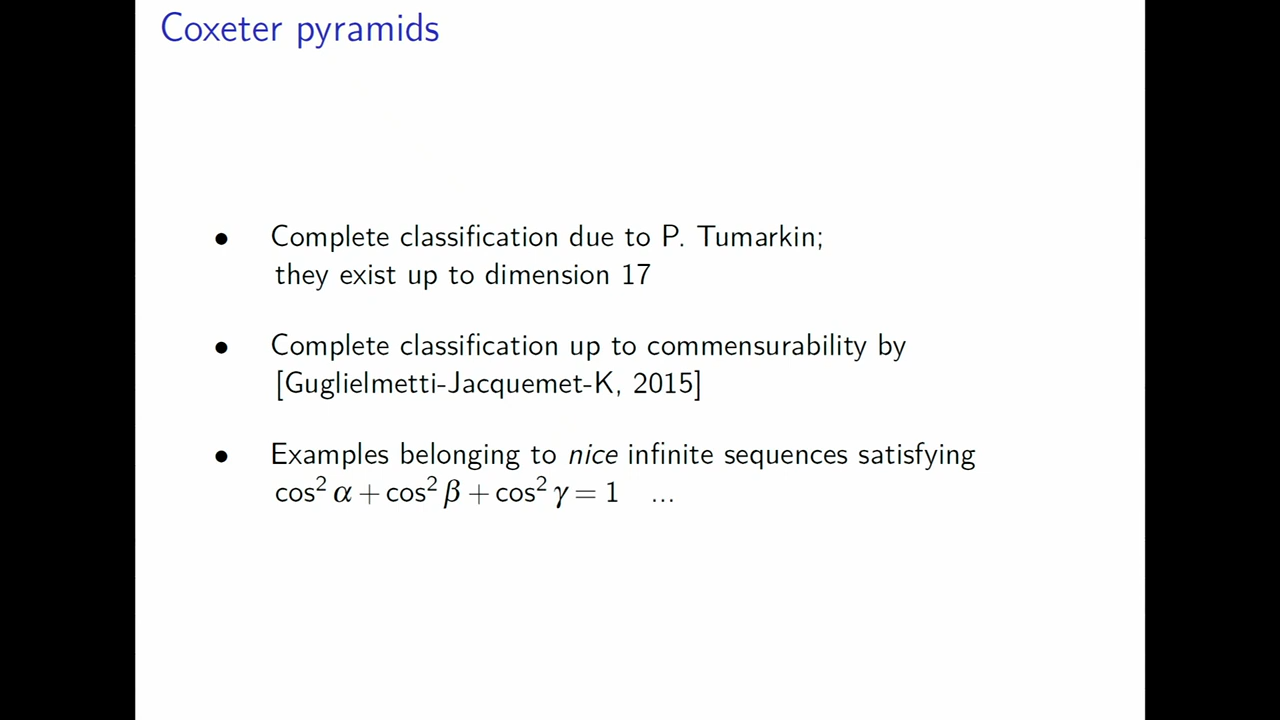 Coxeter pyramids
• Complete classification due to P. Tumarkin;
they exist up to dimension 17
• Complete classification up to commensurability by
[Guglielmetti-Jacquemet-K, 2015]
• Examples belonging to nice infinite sequences satisfying
cos² α + cos² β + cos² γ = 1 ...